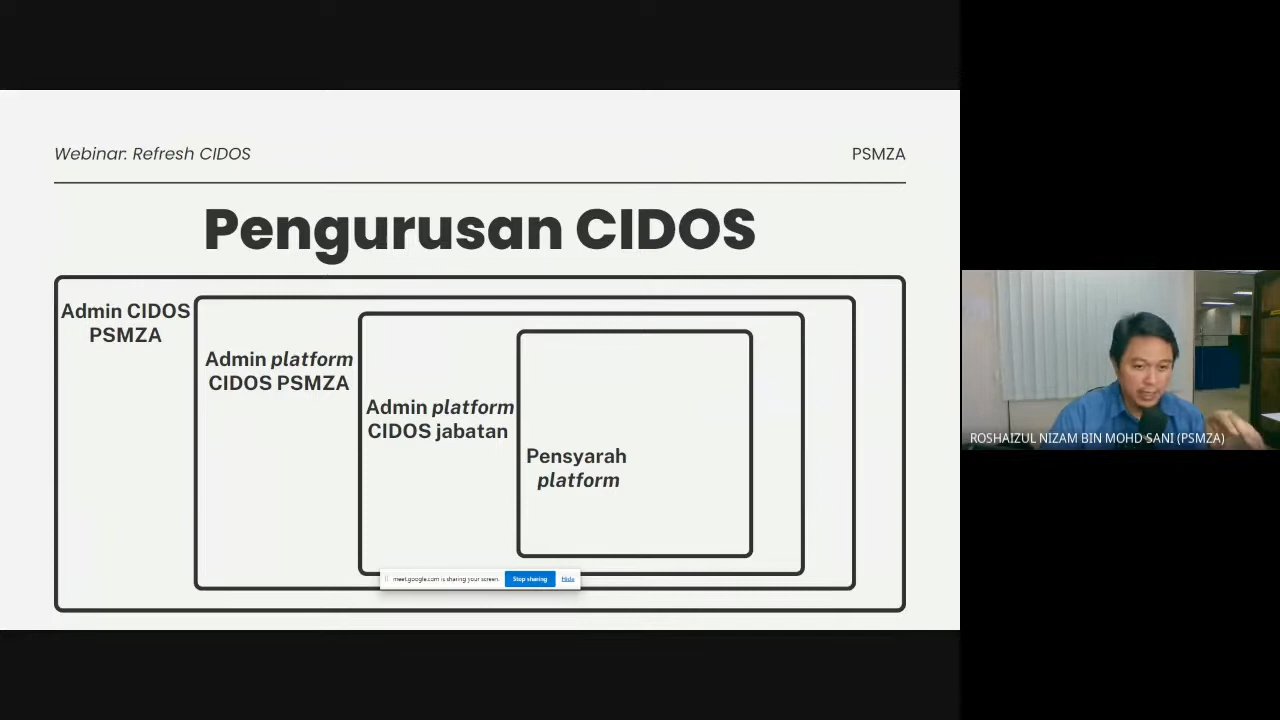 Webinar: Refresh CIDOS
PSMZA
Pengurusan CIDOS
Admin CIDOS
PSMZA
Admin platform
CIDOS PSMZA
Admin platform
CIDOS jabatan
Pensyarah
platform
meet.google.com is sharing your screen.
Stop sharing
Hide
ROSHAIZUL NIZAM BIN MOHD SANI (PSMZA)